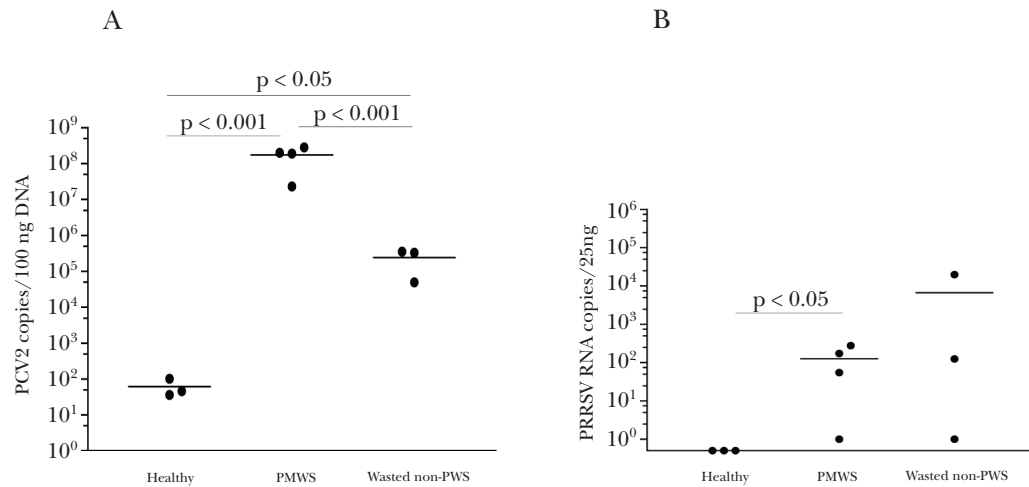 A
p < 0.05
p < 0.001 p < 0.001
PCV2 copies/100 ng DNA
10⁹
10⁸
10⁷
10⁶
10⁵
10⁴
10³
10²
10¹
10⁰
Healthy PMWS Wasted non-PWS
B
PRRSV RNA copies/25ng
10⁶
10⁵
10⁴
10³
10²
10¹
10⁰
p < 0.05
Healthy PMWS Wasted non-PWS